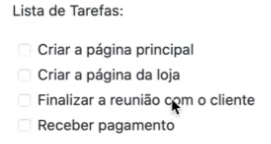 Lista de Tarefas:
Criar a página principal
Criar a página da loja
Finalizar a reunião com o cliente
Receber pagamento